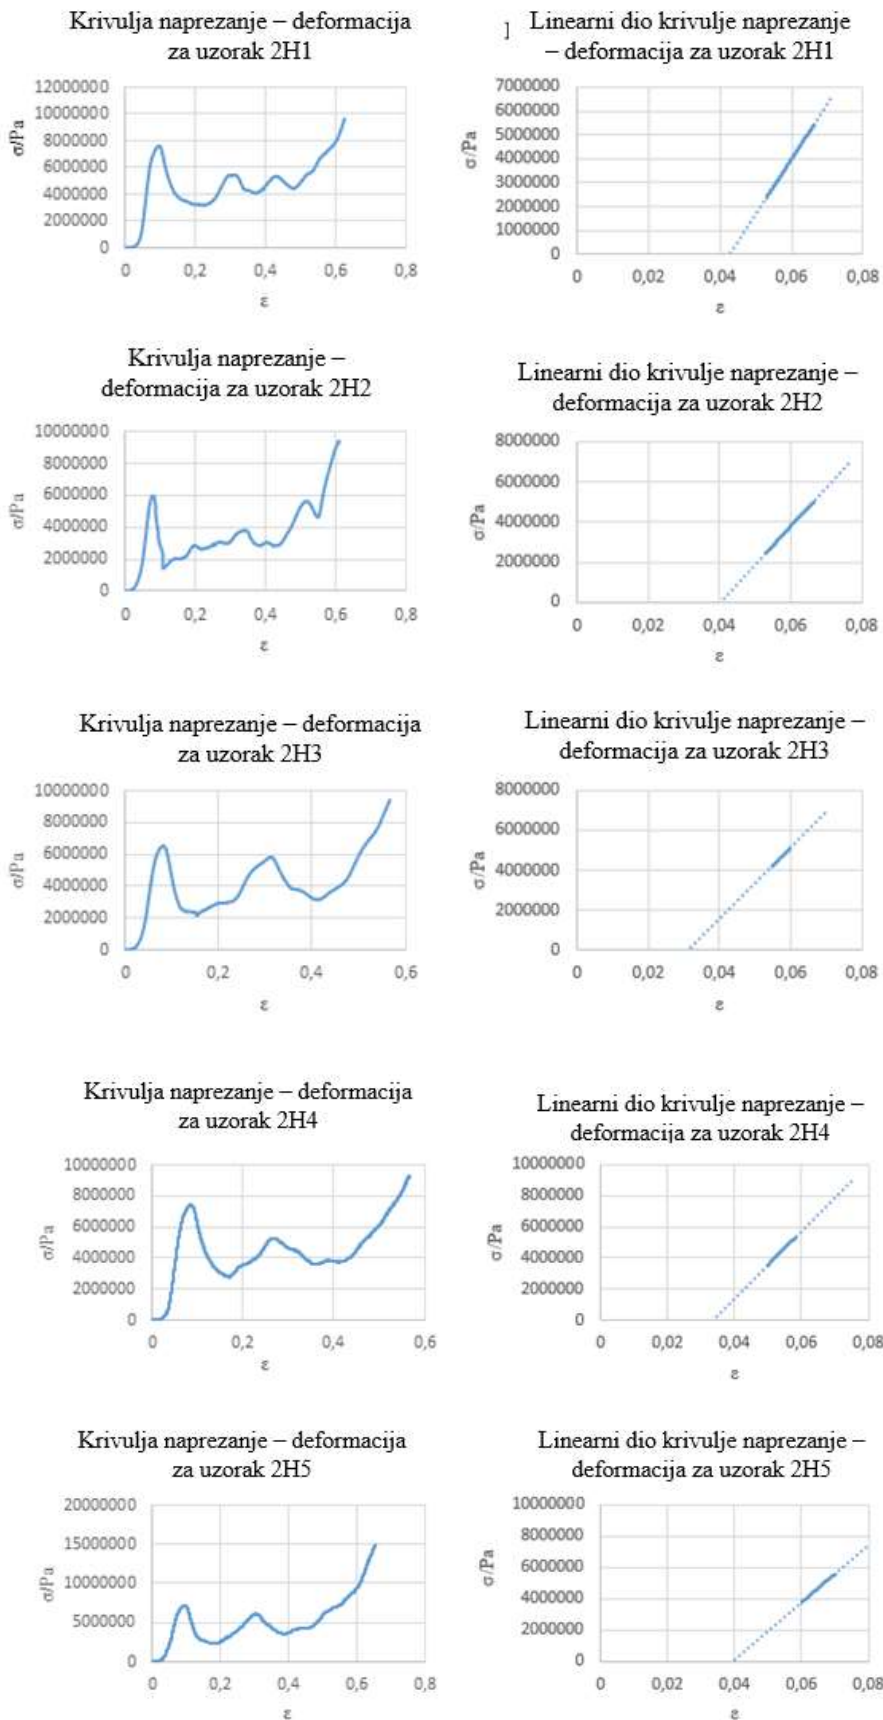 Krivulja naprezanje – deformacija
za uzorak 2H1
12000000
10000000
8000000
6000000
4000000
2000000
0
σ/Pa
0 0,2 0,4 0,6 0,8
ε
Linearni dio krivulje naprezanje
– deformacija za uzorak 2H1
7000000
6000000
5000000
4000000
3000000
2000000
1000000
0
σ/Pa
0 0,02 0,04 0,06 0,08
ε
Krivulja naprezanje –
deformacija za uzorak 2H2
10000000
8000000
6000000
4000000
2000000
0
σ/Pa
0 0,2 0,4 0,6 0,8
ε
Linearni dio krivulje naprezanje –
deformacija za uzorak 2H2
8000000
6000000
4000000
2000000
0
σ/Pa
0 0,02 0,04 0,06 0,08
ε
Krivulja naprezanje – deformacija
za uzorak 2H3
10000000
8000000
6000000
4000000
2000000
0
σ/Pa
0 0,2 0,4 0,6
ε
Linearni dio krivulje naprezanje –
deformacija za uzorak 2H3
8000000
6000000
4000000
2000000
0
σ/Pa
0 0,02 0,04 0,06 0,08
ε
Krivulja naprezanje – deformacija
za uzorak 2H4
10000000
8000000
6000000
4000000
2000000
0
σ/Pa
0 0,2 0,4 0,6
ε
Linearni dio krivulje naprezanje –
deformacija za uzorak 2H4
10000000
8000000
6000000
4000000
2000000
0
σ/Pa
0 0,02 0,04 0,06 0,08
ε
Krivulja naprezanje – deformacija
za uzorak 2H5
20000000
15000000
10000000
5000000
0
σ/Pa
0 0,2 0,4 0,6 0,8
ε
Linearni dio krivulje naprezanje –
deformacija za uzorak 2H5
10000000
8000000
6000000
4000000
2000000
0
σ/Pa
0 0,02 0,04 0,06 0,08
ε